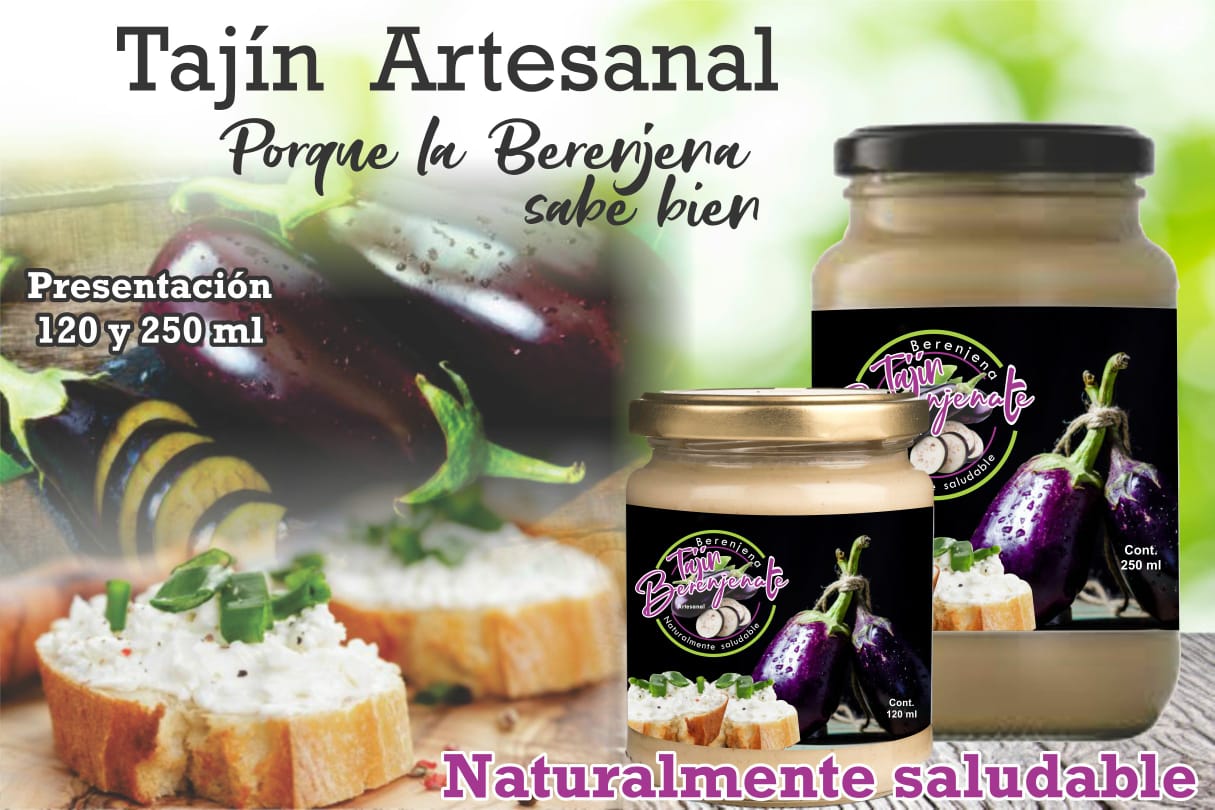 Tajín Artesanal
Porque la Berenjena
sabe bien
Presentación
120 y 250 ml
Berenjena
Tajín
njenate
saludable
Cont.
250 ml
Berenjena
Tajín
Berenjenate
Artesanal
Naturalmente saludable
Cont.
120 ml
Naturalmente saludable